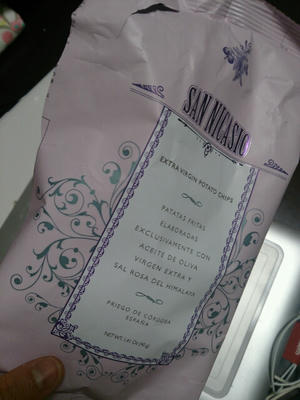 SAN NICASIO
EXTRA VIRGIN POTATO CHIPS
PATATAS FRITAS
ELABORADAS
EXCLUSIVAMENTE CON
ACEITE DE OLIVA
VIRGEN EXTRA Y
SAL ROSA DEL HIMALAYA
PRIEGO DE CÓRDOBA
ESPAÑA